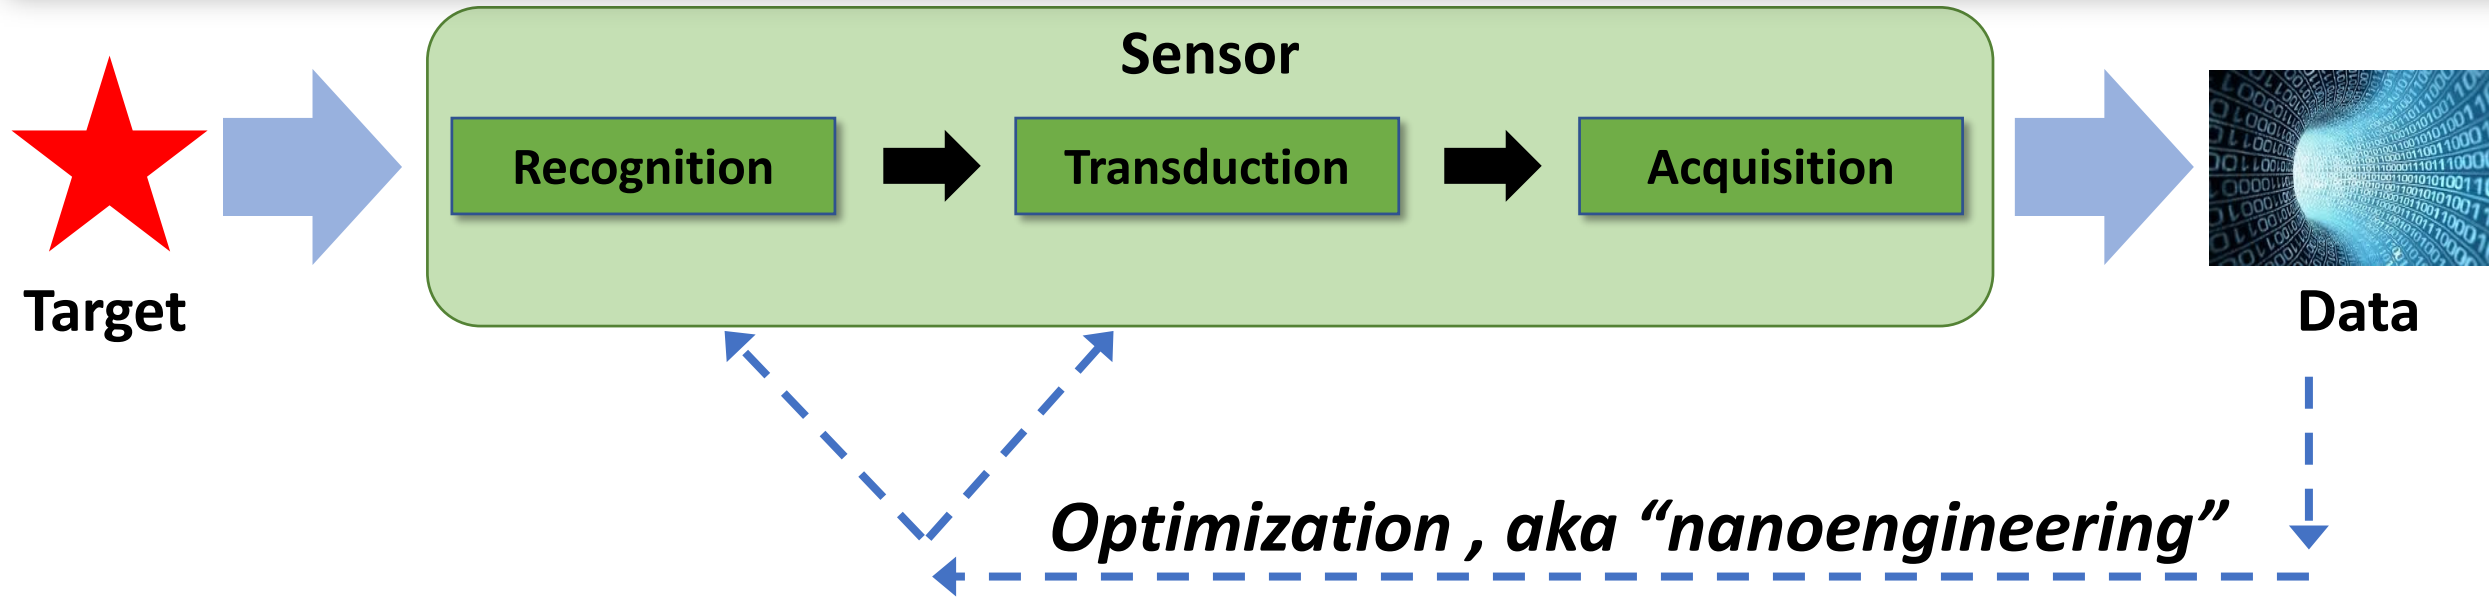 Sensor
Recognition
Transduction
Acquisition
Target
Data
Optimization , aka “nanoengineering”